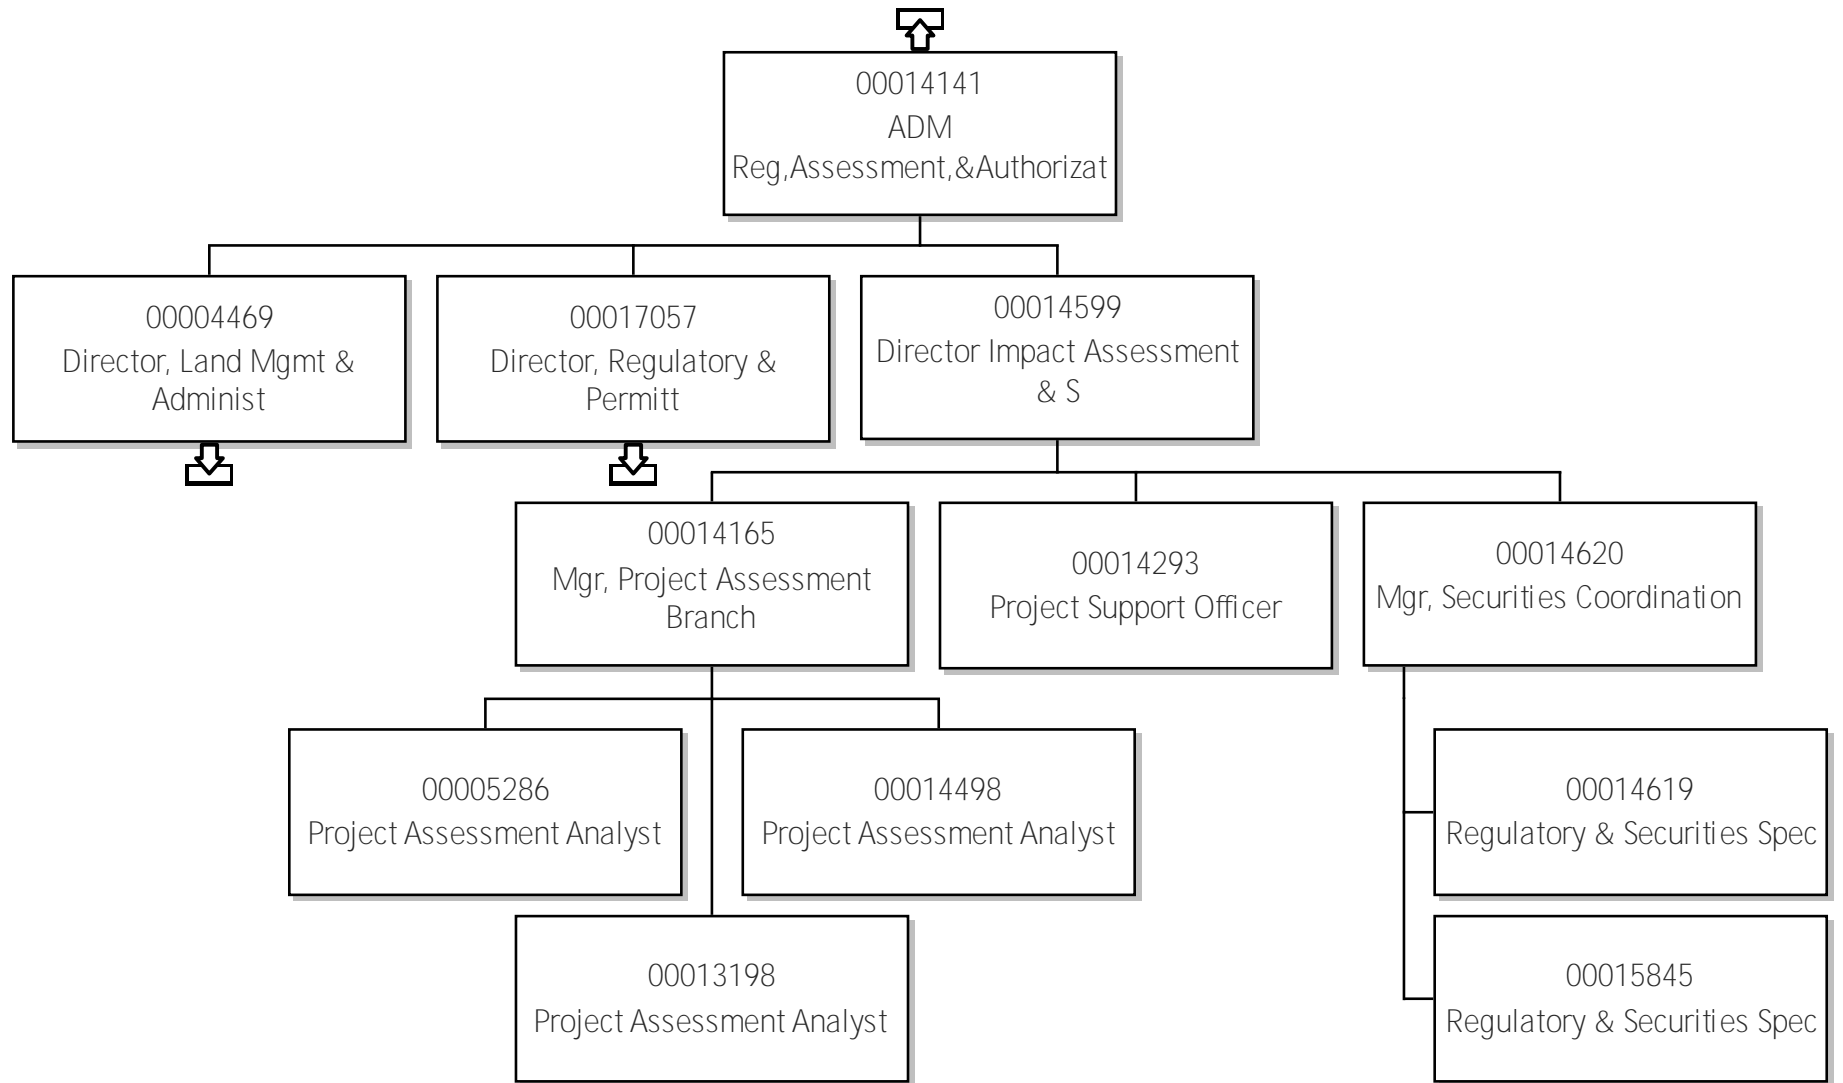 00014141
ADM
Reg,Assessment,&Authorizat
00004469
Director, Land Mgmt &
Administ
00017057
Director, Regulatory &
Permitt
00014599
Director Impact Assessment
& S
00014165
Mgr, Project Assessment
Branch
00014293
Project Support Officer
00014620
Mgr, Securities Coordination
00005286
Project Assessment Analyst
00014498
Project Assessment Analyst
00014619
Regulatory & Securities Spec
00013198
Project Assessment Analyst
00015845
Regulatory & Securities Spec